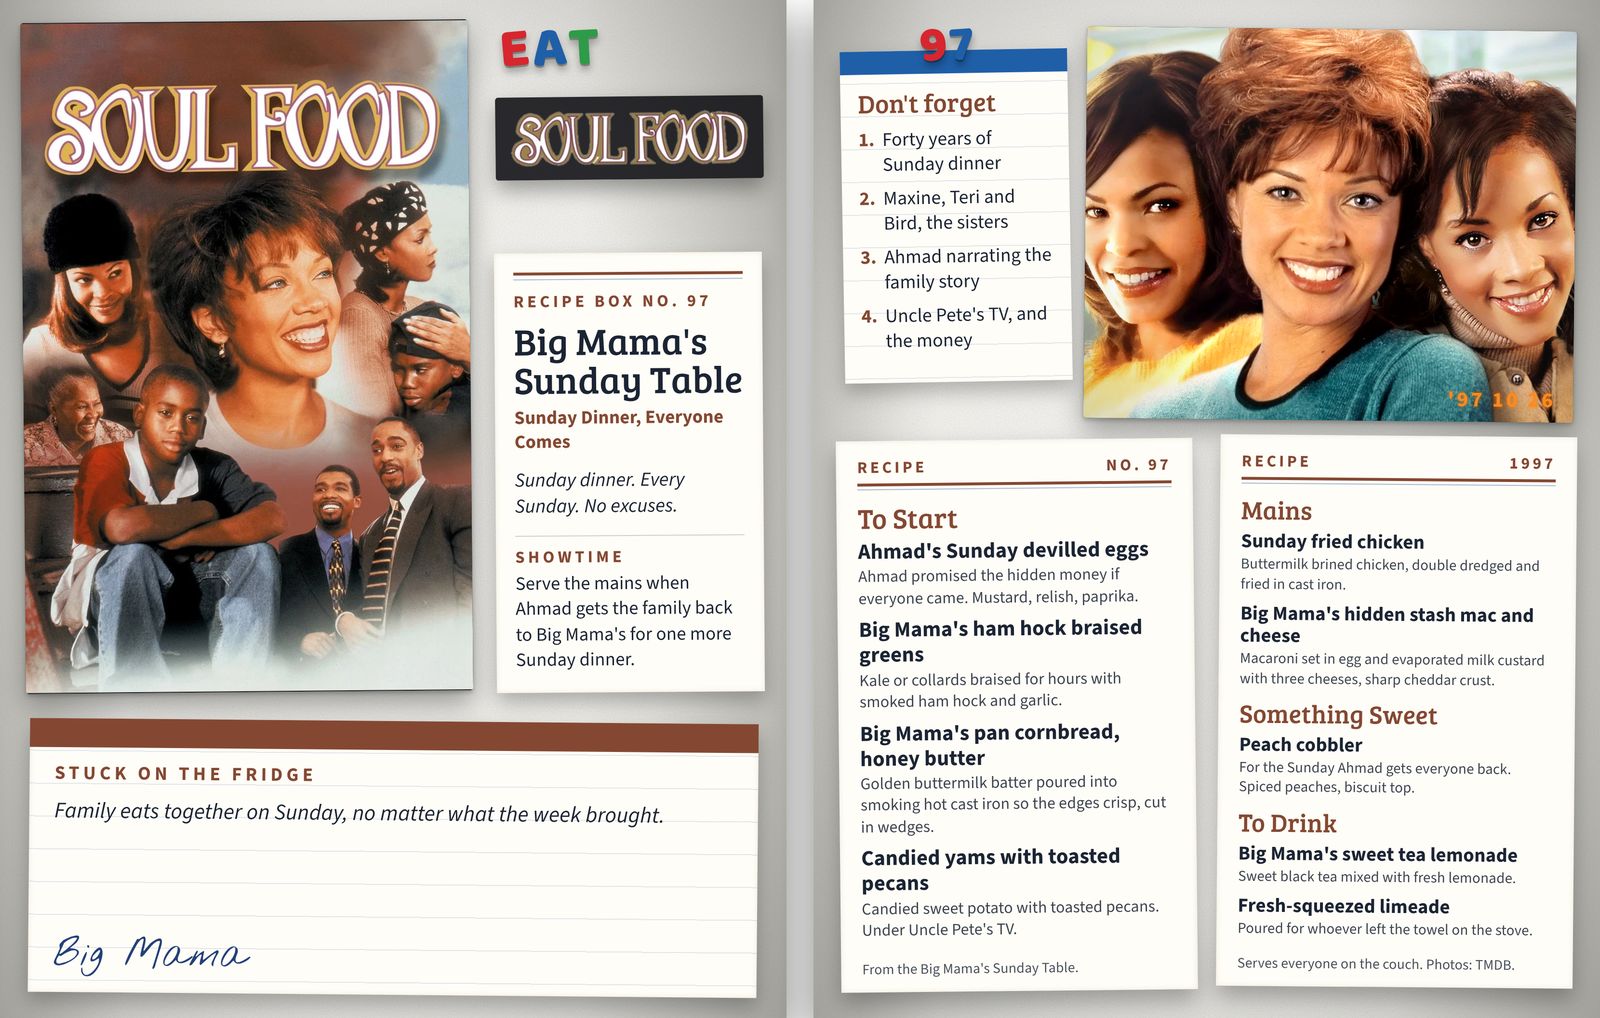 SOUL FOOD
EAT
SOUL FOOD
RECIPE BOX NO. 97
Big Mama's
Sunday Table
Sunday Dinner, Everyone
Comes
Sunday dinner. Every
Sunday. No excuses.
SHOWTIME
Serve the mains when
Ahmad gets the family back
to Big Mama's for one more
Sunday dinner.
STUCK ON THE FRIDGE
Family eats together on Sunday, no matter what the week brought.
Big Mama
97
Don't forget
1. Forty years of
Sunday dinner
2. Maxine, Teri and
Bird, the sisters
3. Ahmad narrating the
family story
4. Uncle Pete's TV, and
the money
'97 10 26
RECIPE NO. 97
To Start
Ahmad's Sunday devilled eggs
Ahmad promised the hidden money if
everyone came. Mustard, relish, paprika.
Big Mama's ham hock braised
greens
Kale or collards braised for hours with
smoked ham hock and garlic.
Big Mama's pan cornbread,
honey butter
Golden buttermilk batter poured into
smoking hot cast iron so the edges crisp, cut
in wedges.
Candied yams with toasted
pecans
Candied sweet potato with toasted pecans.
Under Uncle Pete's TV.
From the Big Mama's Sunday Table.
RECIPE 1997
Mains
Sunday fried chicken
Buttermilk brined chicken, double dredged and
fried in cast iron.
Big Mama's hidden stash mac and
cheese
Macaroni set in egg and evaporated milk custard
with three cheeses, sharp cheddar crust.
Something Sweet
Peach cobbler
For the Sunday Ahmad gets everyone back.
Spiced peaches, biscuit top.
To Drink
Big Mama's sweet tea lemonade
Sweet black tea mixed with fresh lemonade.
Fresh-squeezed limeade
Poured for whoever left the towel on the stove.
Serves everyone on the couch. Photos: TMDB.